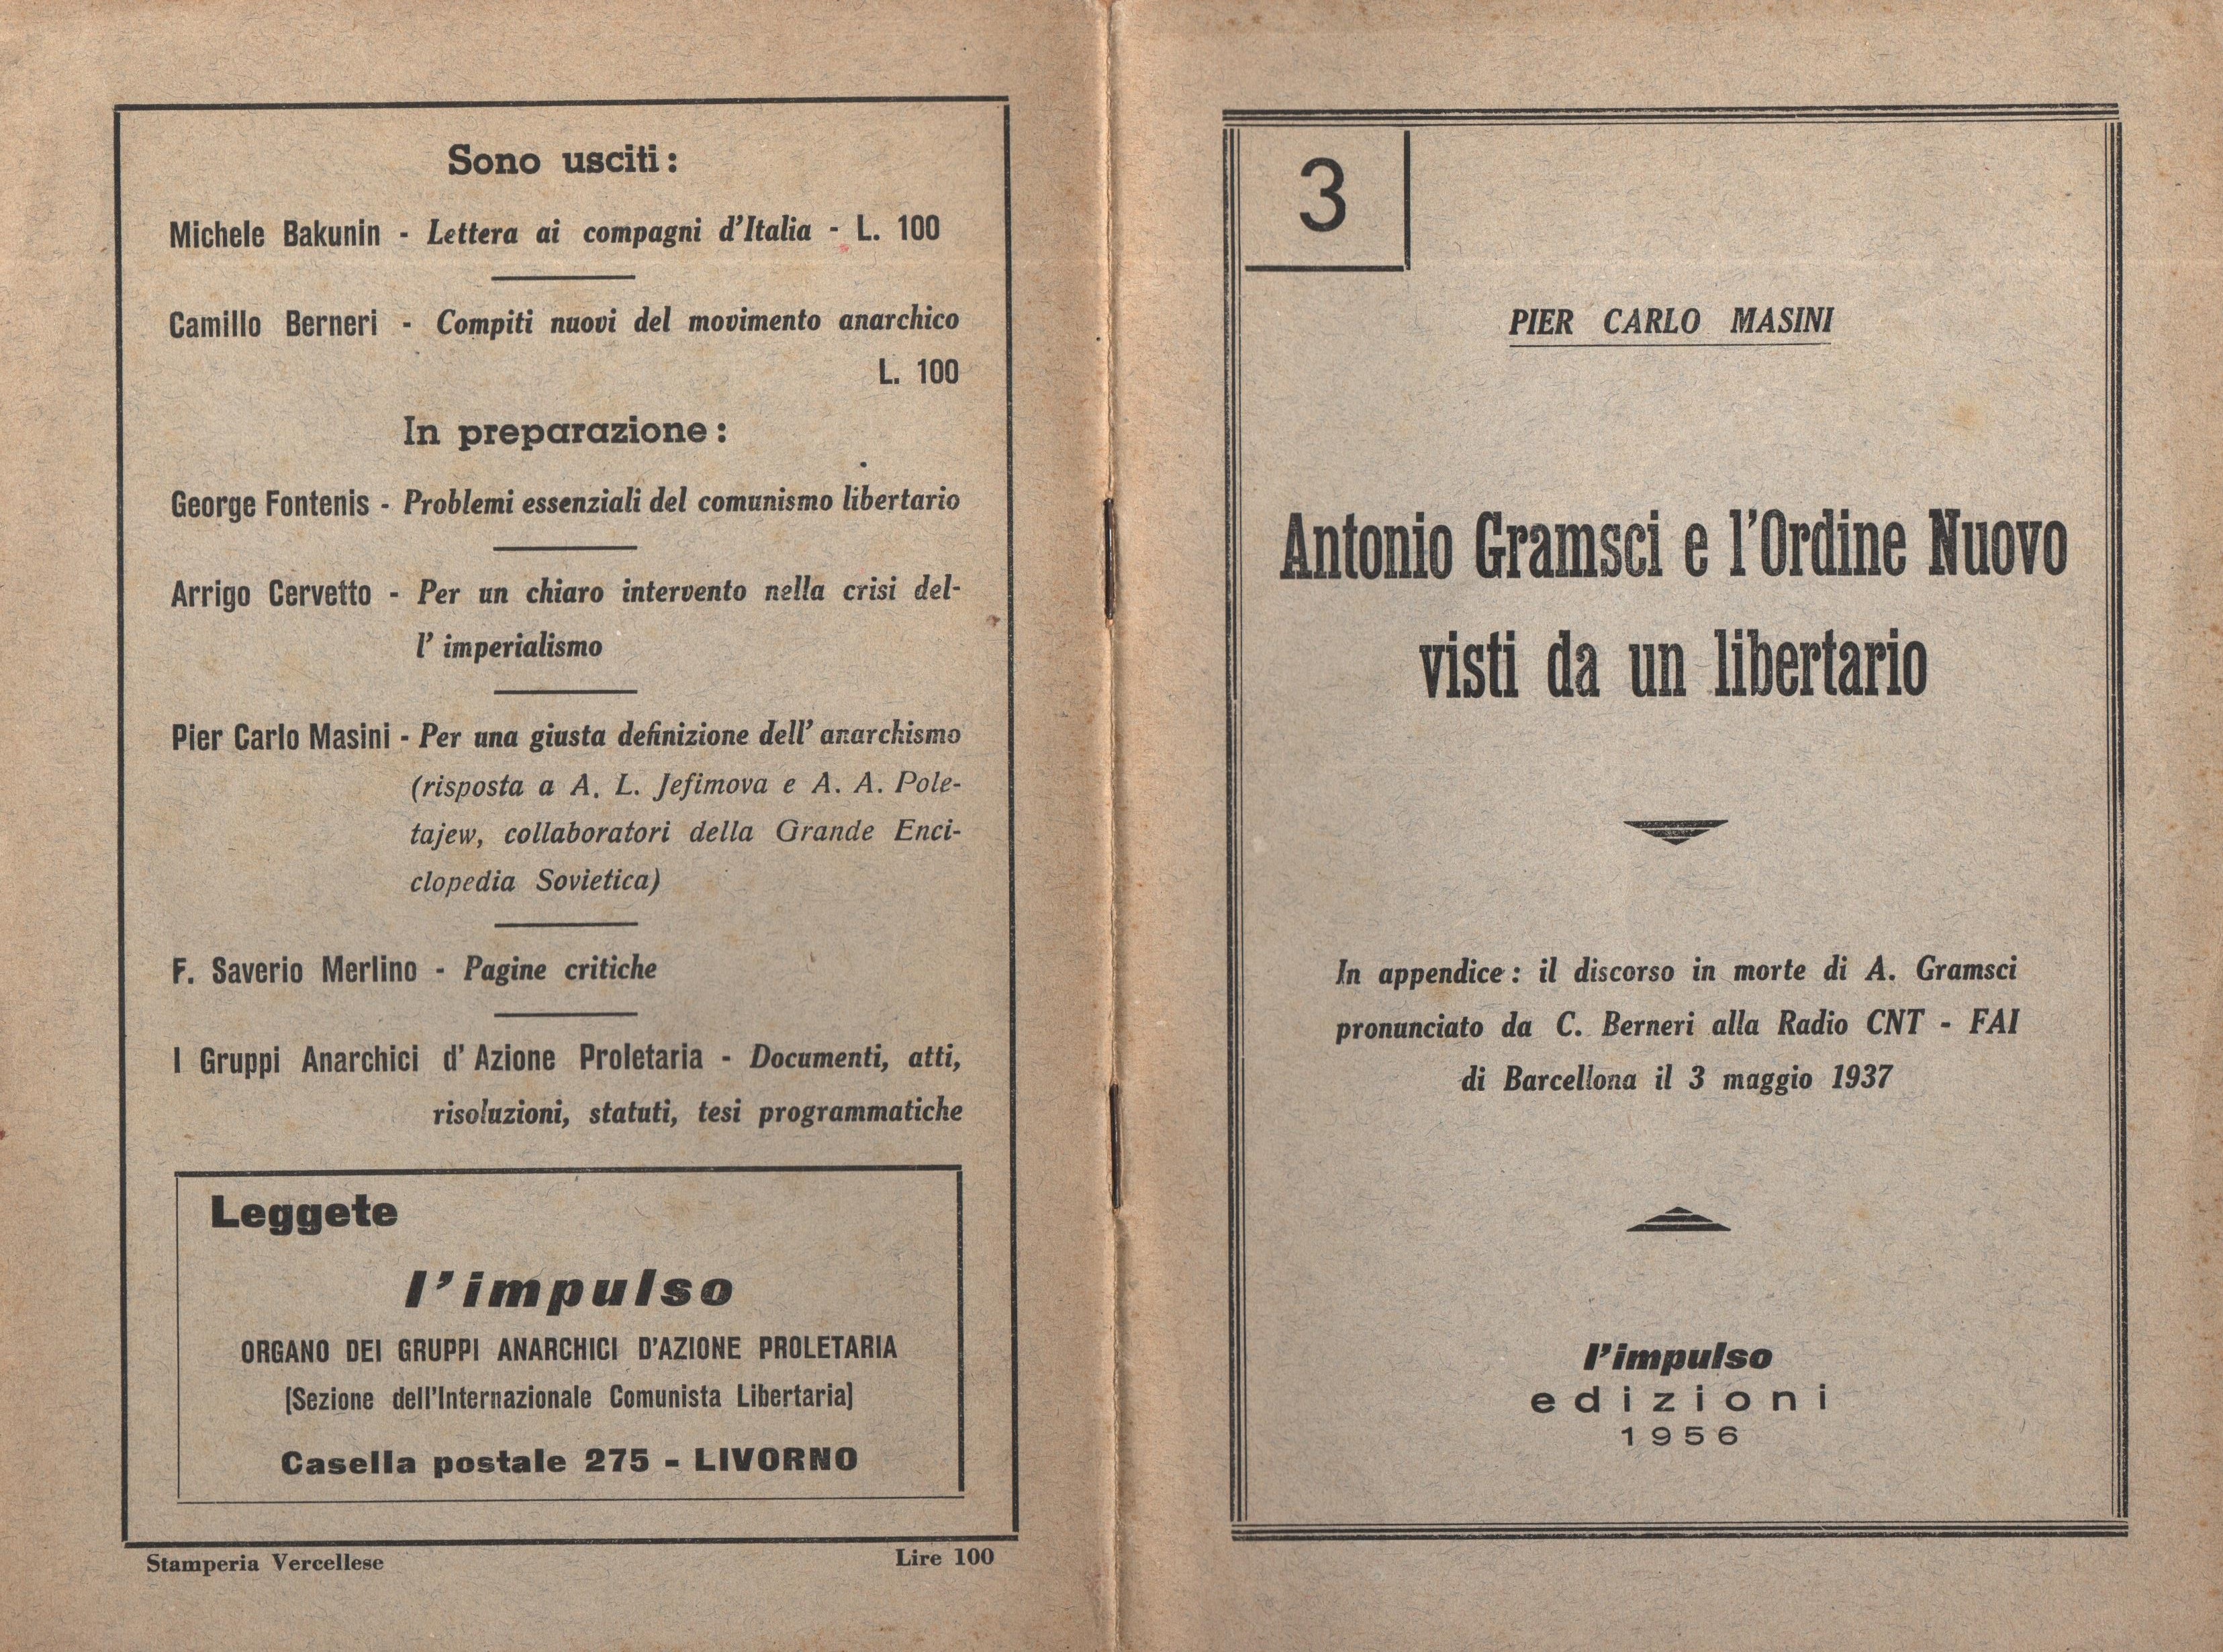 Sono usciti:
Michele Bakunin - Lettera ai compagni d'Italia - L. 100
Camillo Berneri - Compiti nuovi del movimento anarchico
L. 100
In preparazione:
George Fontenis - Problemi essenziali del comunismo libertario
Arrigo Cervetto - Per un chiaro intervento nella crisi del-
l' imperialismo
Pier Carlo Masini - Per una giusta definizione dell' anarchismo
(risposta a A. L. Jefimova e A. A. Pole-
tajew, collaboratori della Grande Enci-
clopedia Sovietica)
F. Saverio Merlino - Pagine critiche
I Gruppi Anarchici d' Azione Proletaria - Documenti, atti,
risoluzioni, statuti, tesi programmatiche
Leggete
l'impulso
ORGANO DEI GRUPPI ANARCHICI D'AZIONE PROLETARIA
(Sezione dell'Internazionale Comunista Libertaria)
Casella postale 275 - LIVORNO
Stamperia Vercellese
Lire 100
3
PIER CARLO MASINI
Antonio Gramsci e l'Ordine Nuovo
visti da un libertario
In appendice: il discorso in morte di A. Gramsci
pronunciato da C. Berneri alla Radio CNT - FAI
di Barcellona il 3 maggio 1937
l'impulso
edizioni
1956